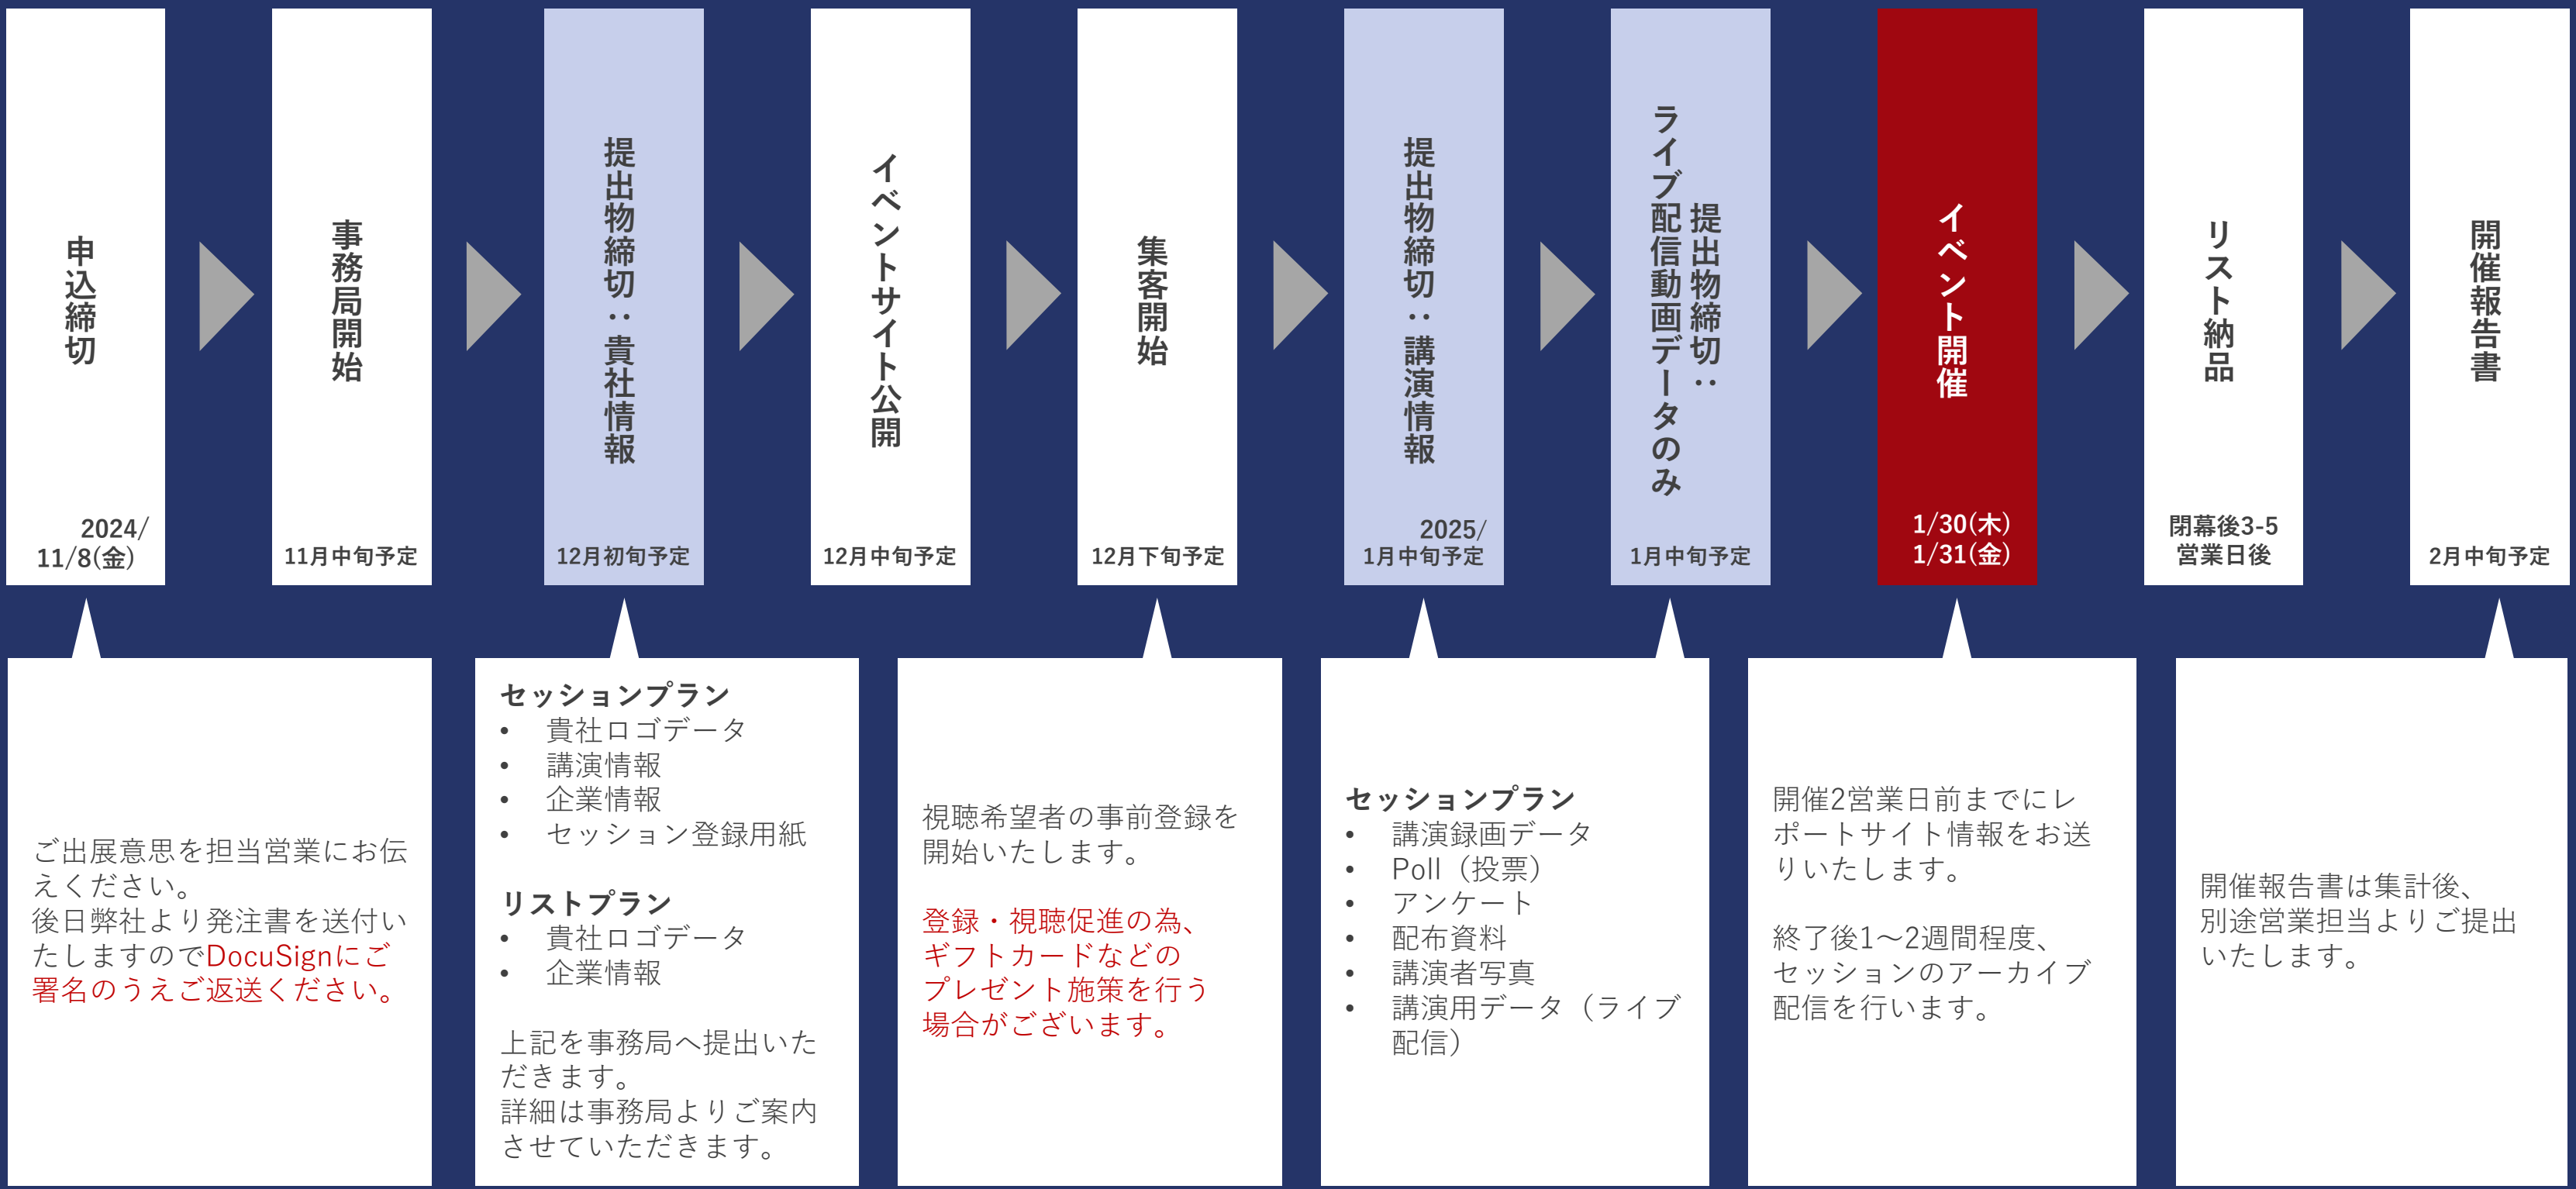 申込締切
2024/
11/8(金)
事務局開始
11月中旬予定
提出物締切：貴社情報
12月初旬予定
イベントサイト公開
12月中旬予定
集客開始
12月下旬予定
提出物締切：講演情報
2025/
1月中旬予定
提出物締切：
ライブ配信動画データのみ
1月中旬予定
イベント開催
1/30(木)
1/31(金)
リスト納品
閉幕後3-5
営業日後
開催報告書
2月中旬予定
ご出展意思を担当営業にお伝
えください。
後日弊社より発注書を送付い
たしますのでDocuSignにご
署名のうえご返送ください。
セッションプラン
• 貴社ロゴデータ
• 講演情報
• 企業情報
• セッション登録用紙
リストプラン
• 貴社ロゴデータ
• 企業情報
上記を事務局へ提出いた
だきます。
詳細は事務局よりご案内
させていただきます。
視聴希望者の事前登録を
開始いたします。
登録・視聴促進の為、
ギフトカードなどの
プレゼント施策を行う
場合がございます。
セッションプラン
• 講演録画データ
• Poll（投票）
• アンケート
• 配布資料
• 講演者写真
• 講演用データ（ライブ
配信）
開催2営業日前までにレ
ポートサイト情報をお送
りいたします。
終了後1～2週間程度、
セッションのアーカイブ
配信を行います。
開催報告書は集計後、
別途営業担当よりご提出
いたします。